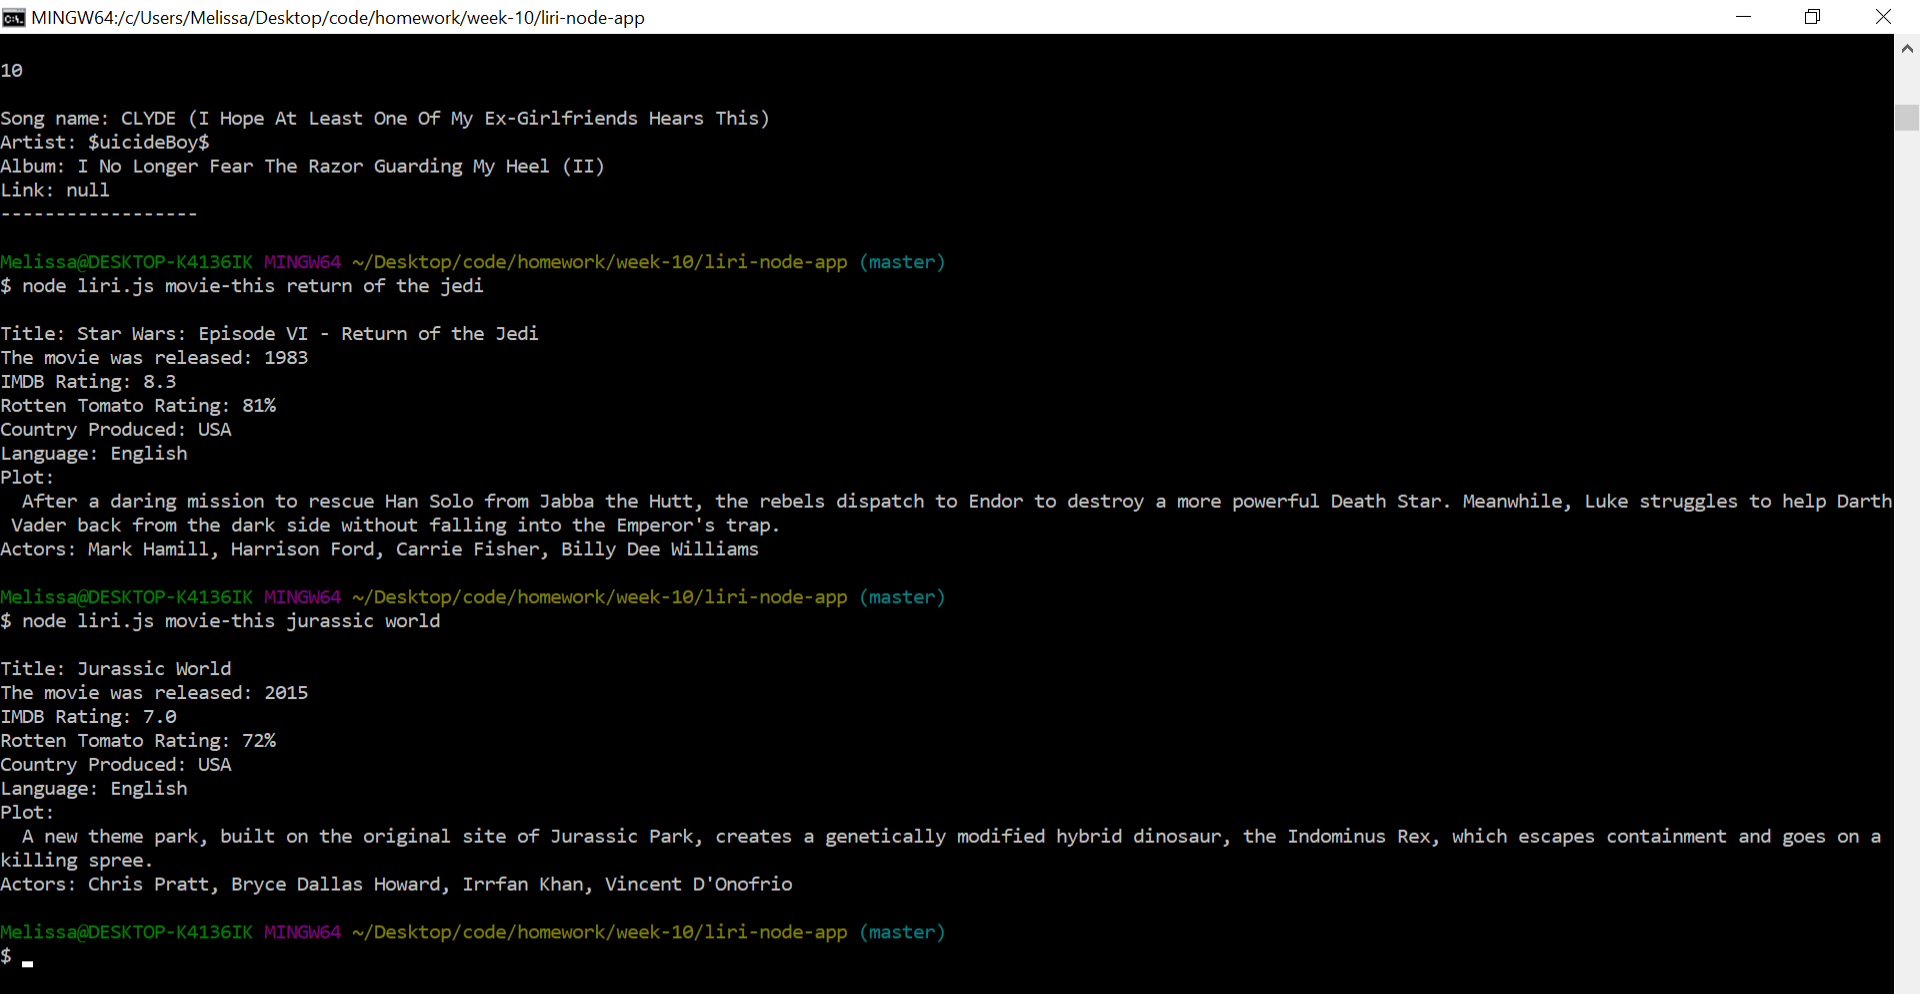 MINGW64:/c/Users/Melissa/Desktop/code/homework/week-10/liri-node-app
10
Song name: CLYDE (I Hope At Least One Of My Ex-Girlfriends Hears This)
Artist: $uicideBoy$
Album: I No Longer Fear The Razor Guarding My Heel (II)
Link: null
------------------
Melissa@DESKTOP-K4136IK MINGW64 ~/Desktop/code/homework/week-10/liri-node-app (master)
$ node liri.js movie-this return of the jedi
Title: Star Wars: Episode VI - Return of the Jedi
The movie was released: 1983
IMDB Rating: 8.3
Rotten Tomato Rating: 81%
Country Produced: USA
Language: English
Plot:
  After a daring mission to rescue Han Solo from Jabba the Hutt, the rebels dispatch to Endor to destroy a more powerful Death Star. Meanwhile, Luke struggles to help Darth
 Vader back from the dark side without falling into the Emperor's trap.
Actors: Mark Hamill, Harrison Ford, Carrie Fisher, Billy Dee Williams
Melissa@DESKTOP-K4136IK MINGW64 ~/Desktop/code/homework/week-10/liri-node-app (master)
$ node liri.js movie-this jurassic world
Title: Jurassic World
The movie was released: 2015
IMDB Rating: 7.0
Rotten Tomato Rating: 72%
Country Produced: USA
Language: English
Plot:
  A new theme park, built on the original site of Jurassic Park, creates a genetically modified hybrid dinosaur, the Indominus Rex, which escapes containment and goes on a
killing spree.
Actors: Chris Pratt, Bryce Dallas Howard, Irrfan Khan, Vincent D'Onofrio
Melissa@DESKTOP-K4136IK MINGW64 ~/Desktop/code/homework/week-10/liri-node-app (master)
$